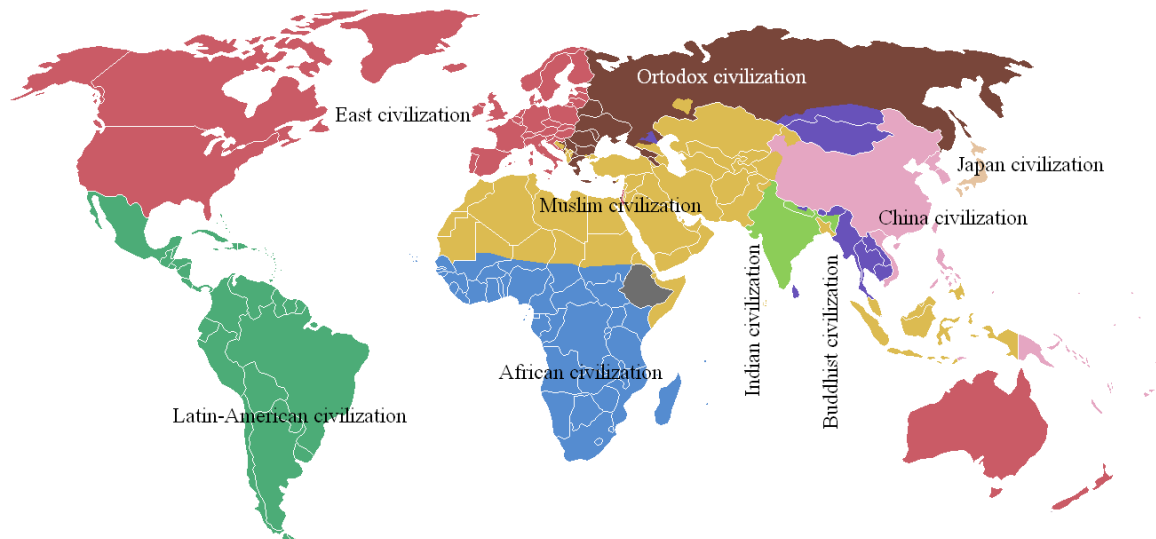 Ortodox civilization
East civilization
Japan civilization
Muslim civilization
China civilization
Indian civilization
Buddhist civilization
African civilization
Latin-American civilization